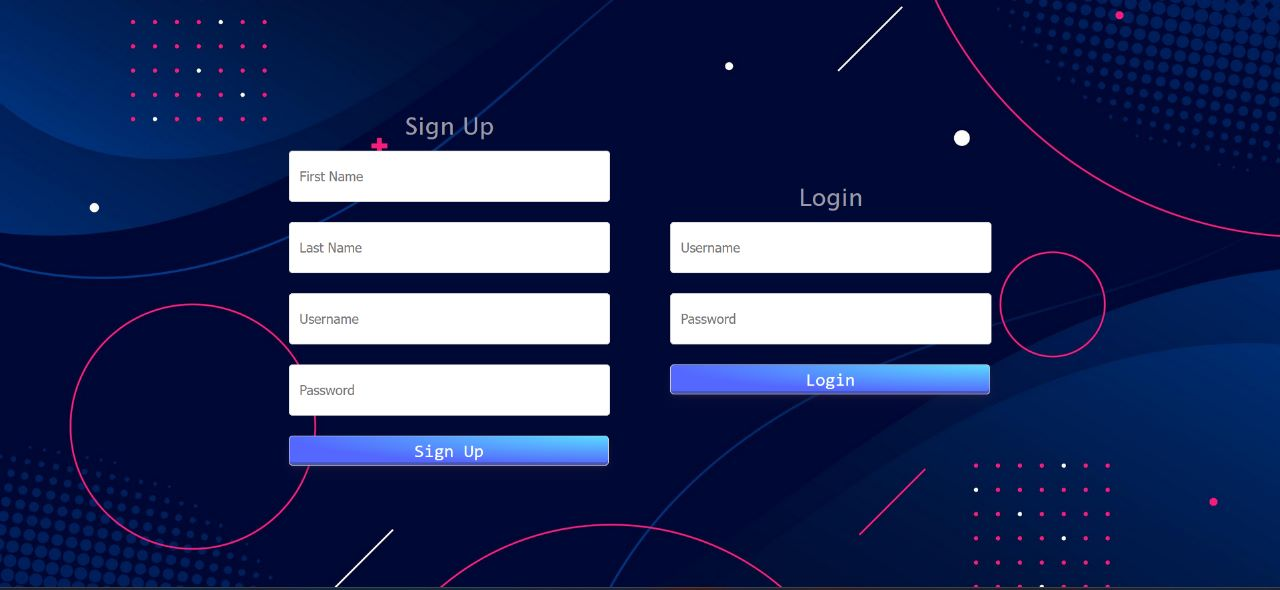 Sign Up
First Name
Last Name
Username
Password
Sign Up
Login
Username
Password
Login